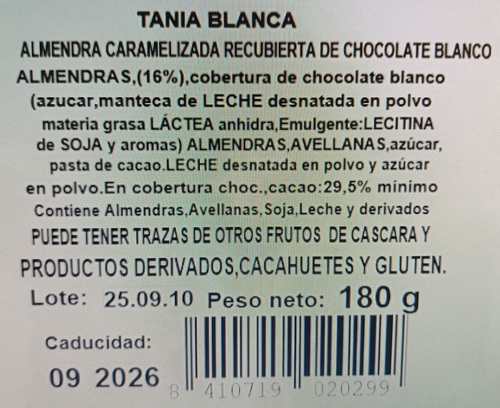 TANIA BLANCA
ALMENDRA CARAMELIZADA RECUBIERTA DE CHOCOLATE BLANCO
ALMENDRAS,(16%),cobertura de chocolate blanco
(azucar,manteca de LECHE desnatada en polvo
materia grasa LÁCTEA anhidra,Emulgente:LECITINA
de SOJA y aromas) ALMENDRAS,AVELLANAS,azúcar,
pasta de cacao.LECHE desnatada en polvo y azúcar
en polvo.En cobertura choc.,cacao:29,5% mínimo
Contiene Almendras,Avellanas,Soja,Leche y derivados
PUEDE TENER TRAZAS DE OTROS FRUTOS DE CASCARA Y
PRODUCTOS DERIVADOS,CACAHUETES Y GLUTEN.
Lote: 25.09.10 Peso neto: 180 g
Caducidad:
09 2026
8 410719 020299